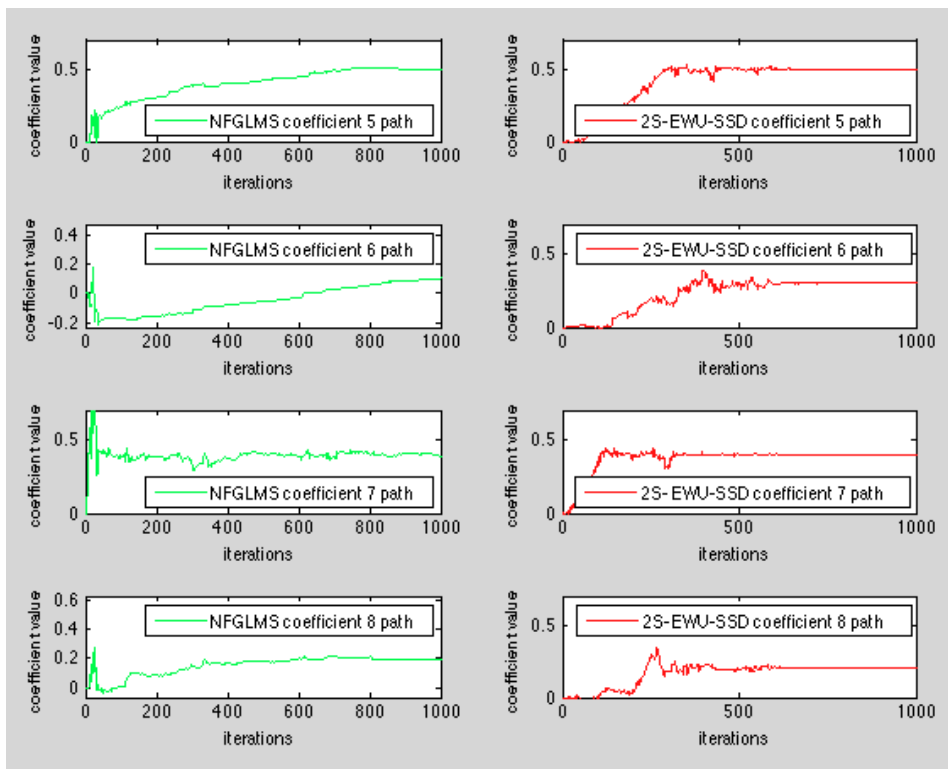 coefficient value
0.5
0
NFGLMS coefficient 5 path
0 200 400 600 800 1000
iterations
coefficient value
0.5
0
2S-EWU-SSD coefficient 5 path
0 500 1000
iterations
coefficient value
0.4
0.2
0
-0.2
NFGLMS coefficient 6 path
0 200 400 600 800 1000
iterations
coefficient value
0.5
0
2S-EWU-SSD coefficient 6 path
0 500 1000
iterations
coefficient value
0.5
0
NFGLMS coefficient 7 path
0 200 400 600 800 1000
iterations
coefficient value
0.5
0
2S-EWU-SSD coefficient 7 path
0 500 1000
iterations
coefficient value
0.6
0.4
0.2
0
NFGLMS coefficient 8 path
0 200 400 600 800 1000
iterations
coefficient value
0.5
0
2S-EWU-SSD coefficient 8 path
0 500 1000
iterations